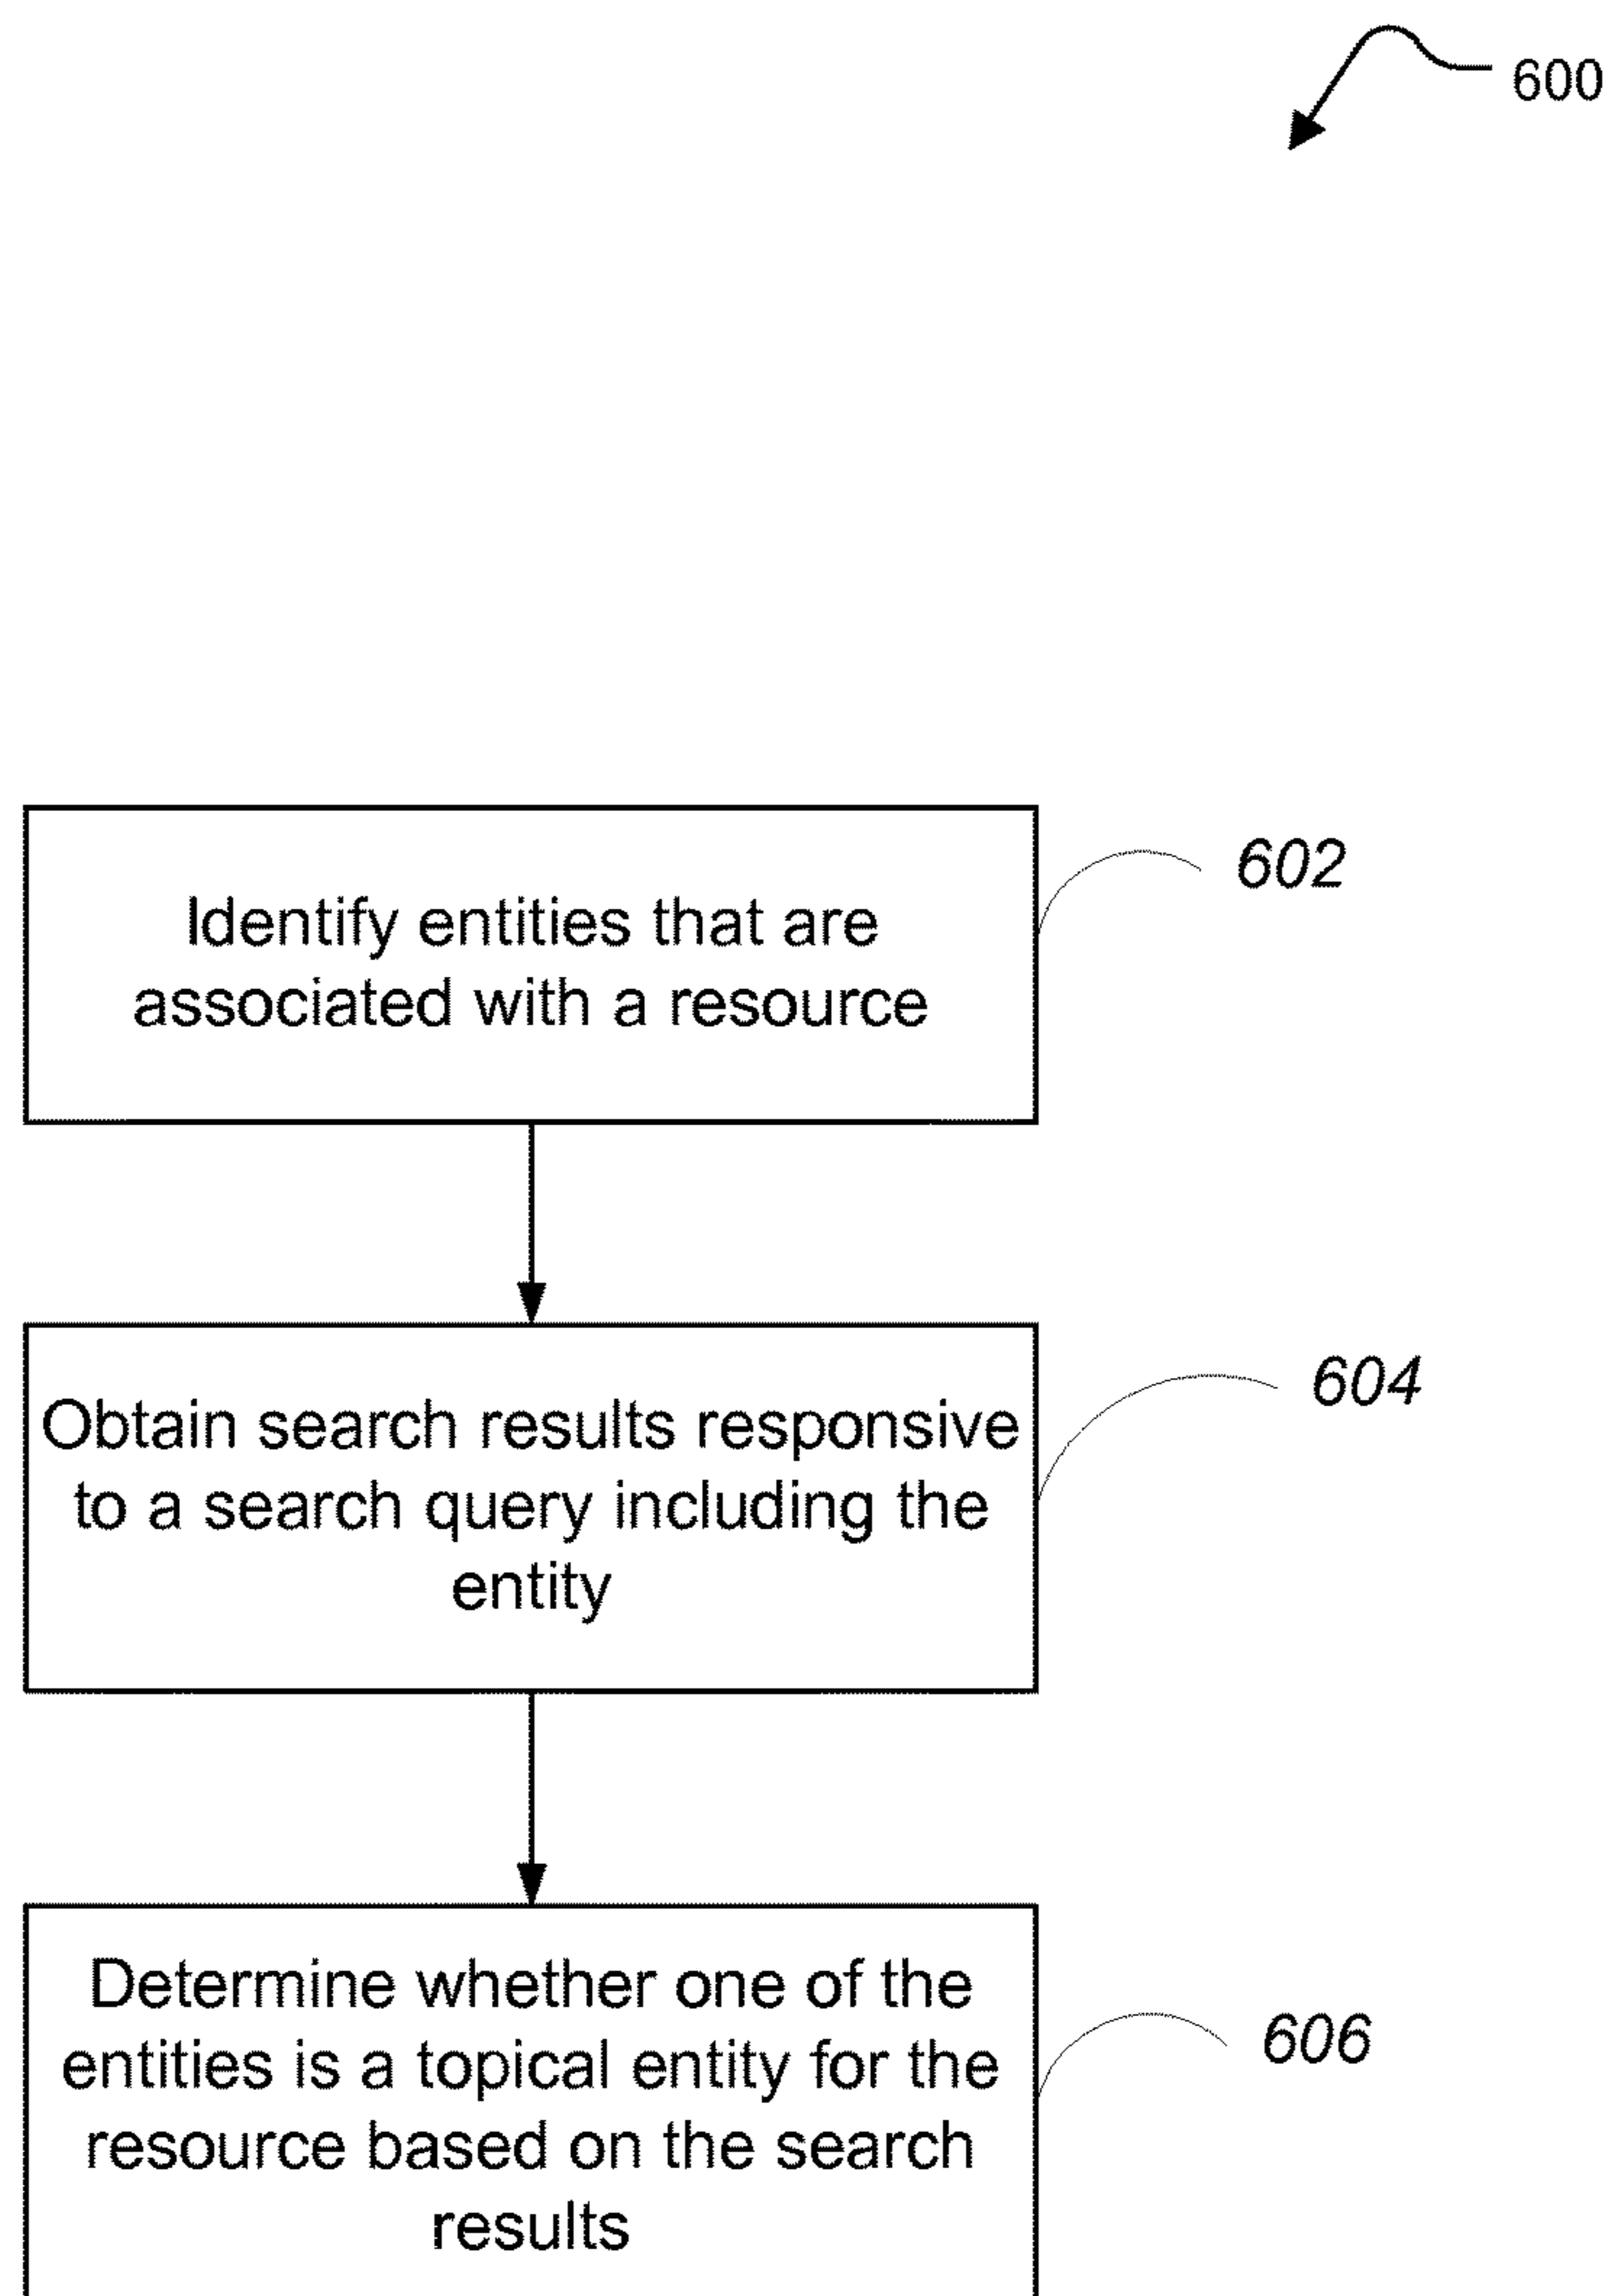 600
Identify entities that are
associated with a resource
602
Obtain search results responsive
to a search query including the
entity
604
Determine whether one of the
entities is a topical entity for the
resource based on the search
results
606